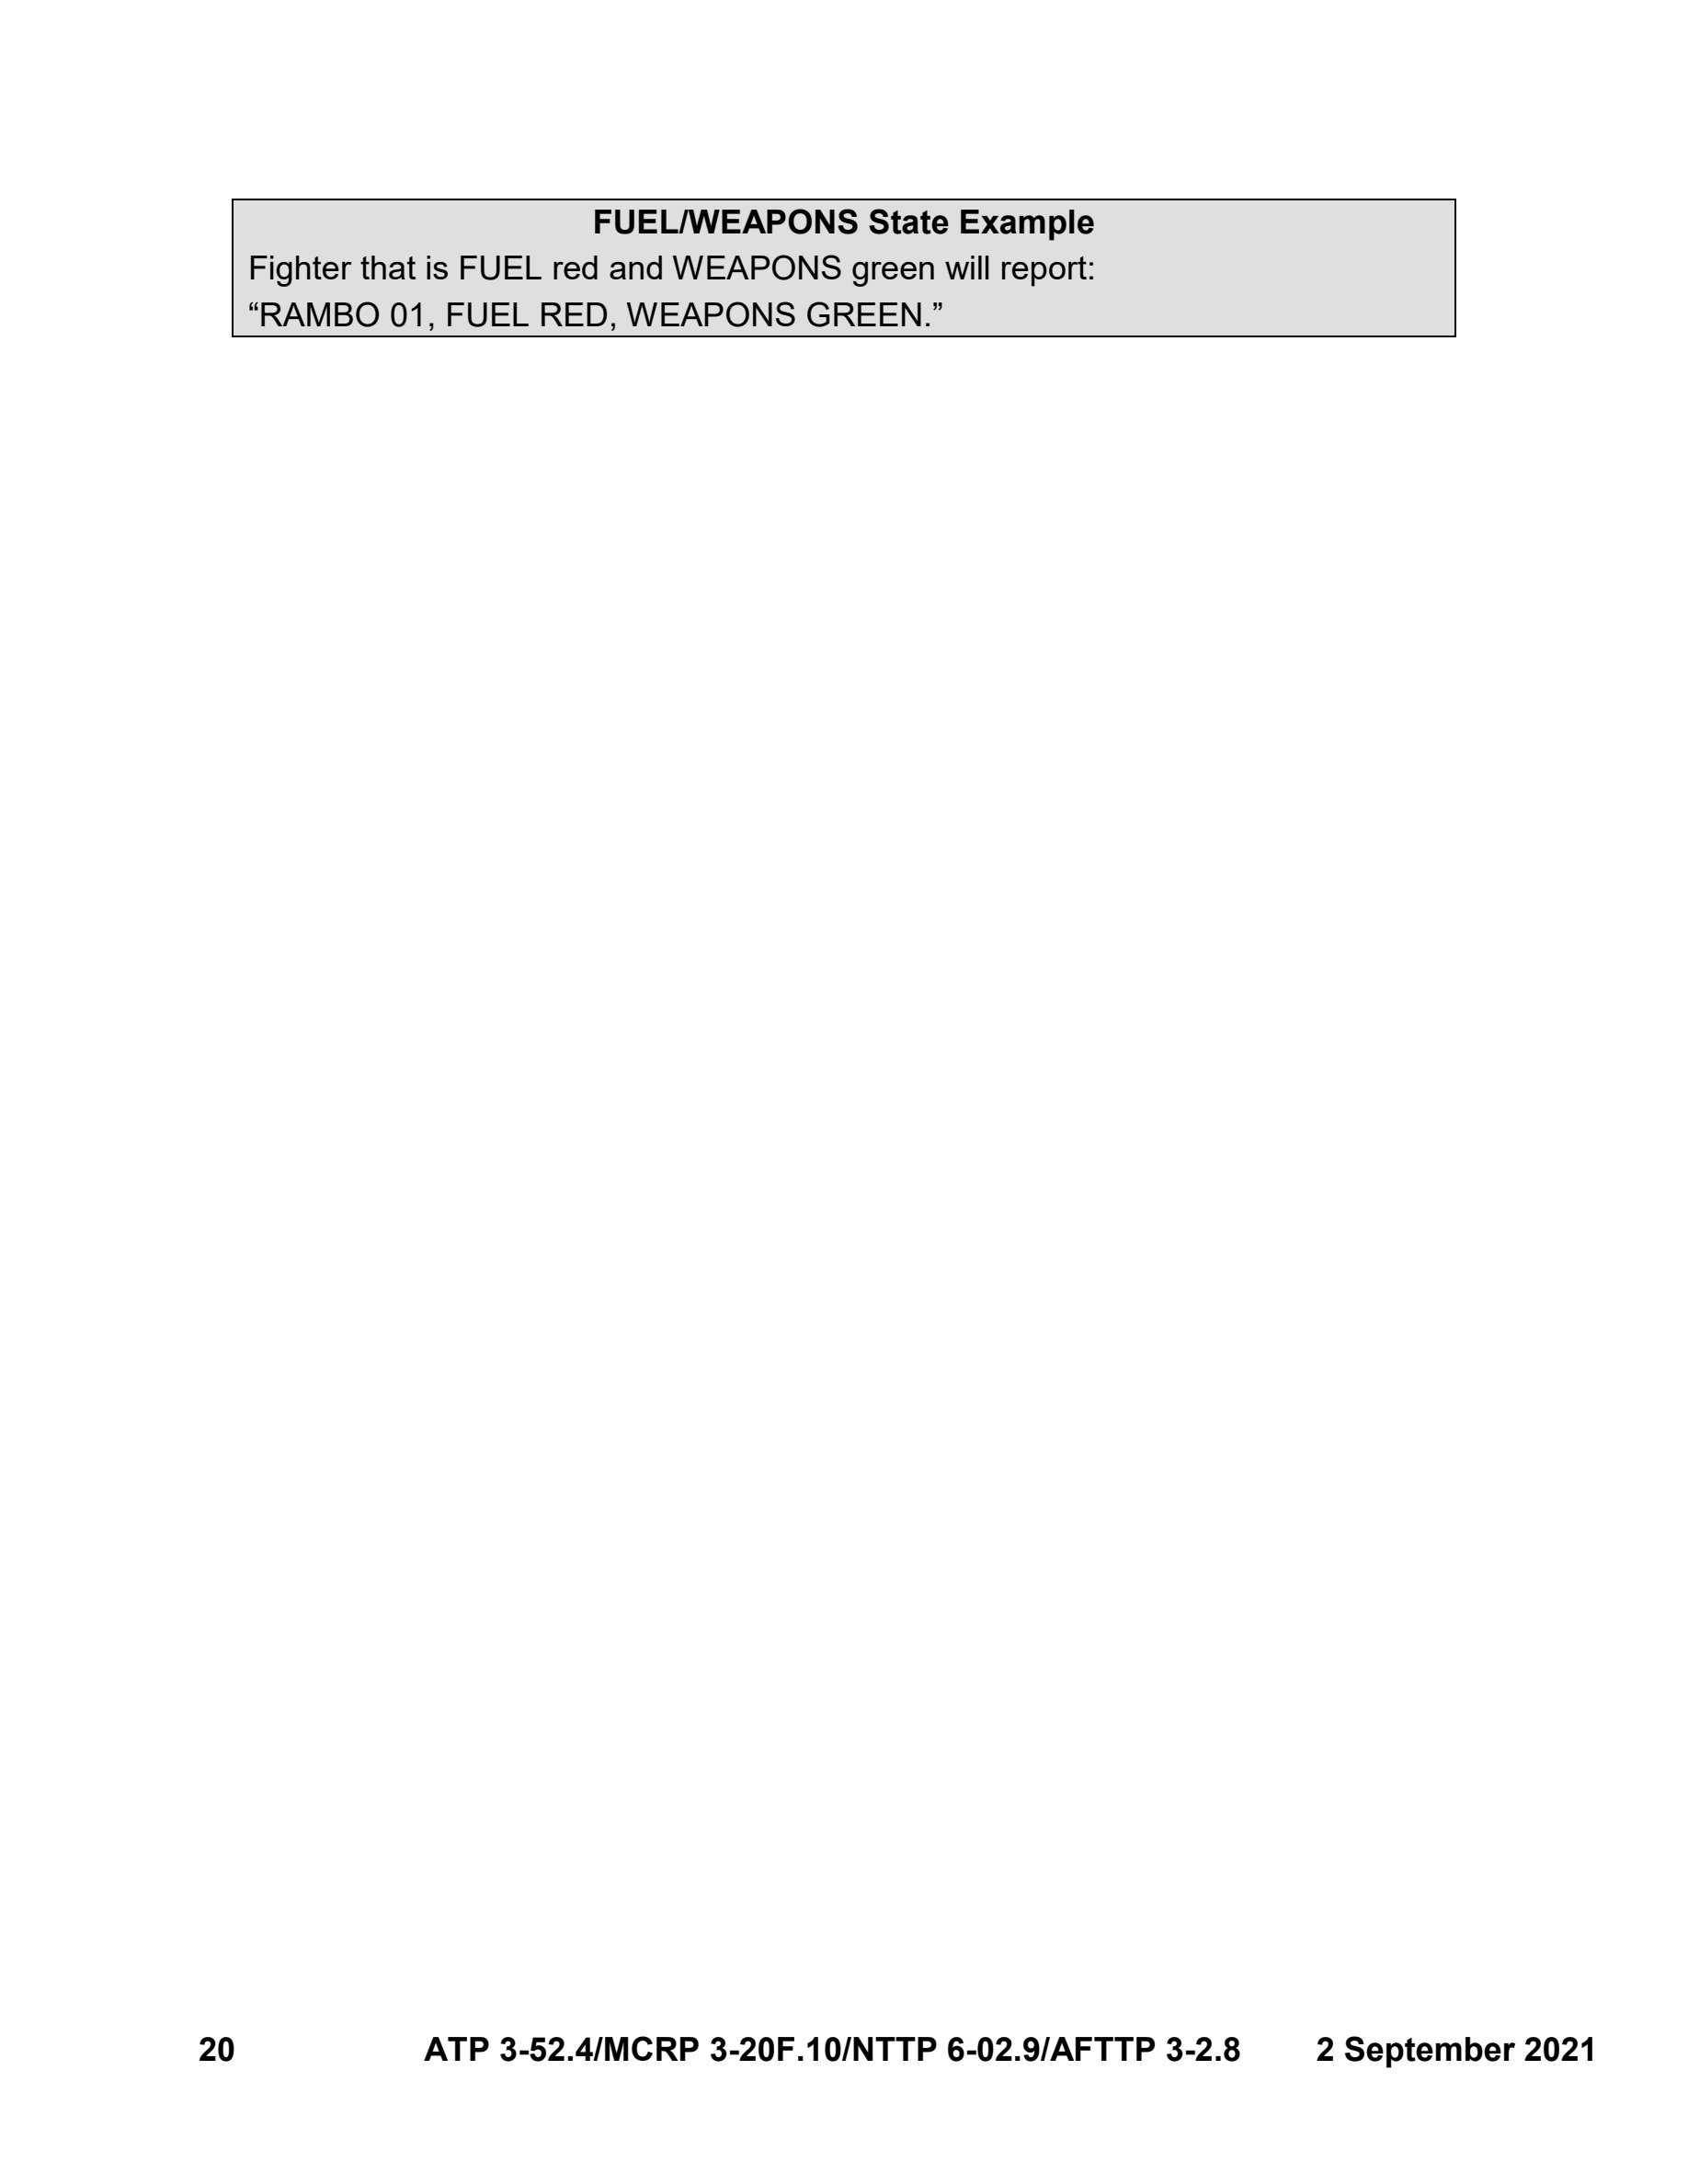 FUEL/WEAPONS State Example
Fighter that is FUEL red and WEAPONS green will report:
“RAMBO 01, FUEL RED, WEAPONS GREEN.”
20 ATP 3-52.4/MCRP 3-20F.10/NTTP 6-02.9/AFTTP 3-2.8 2 September 2021